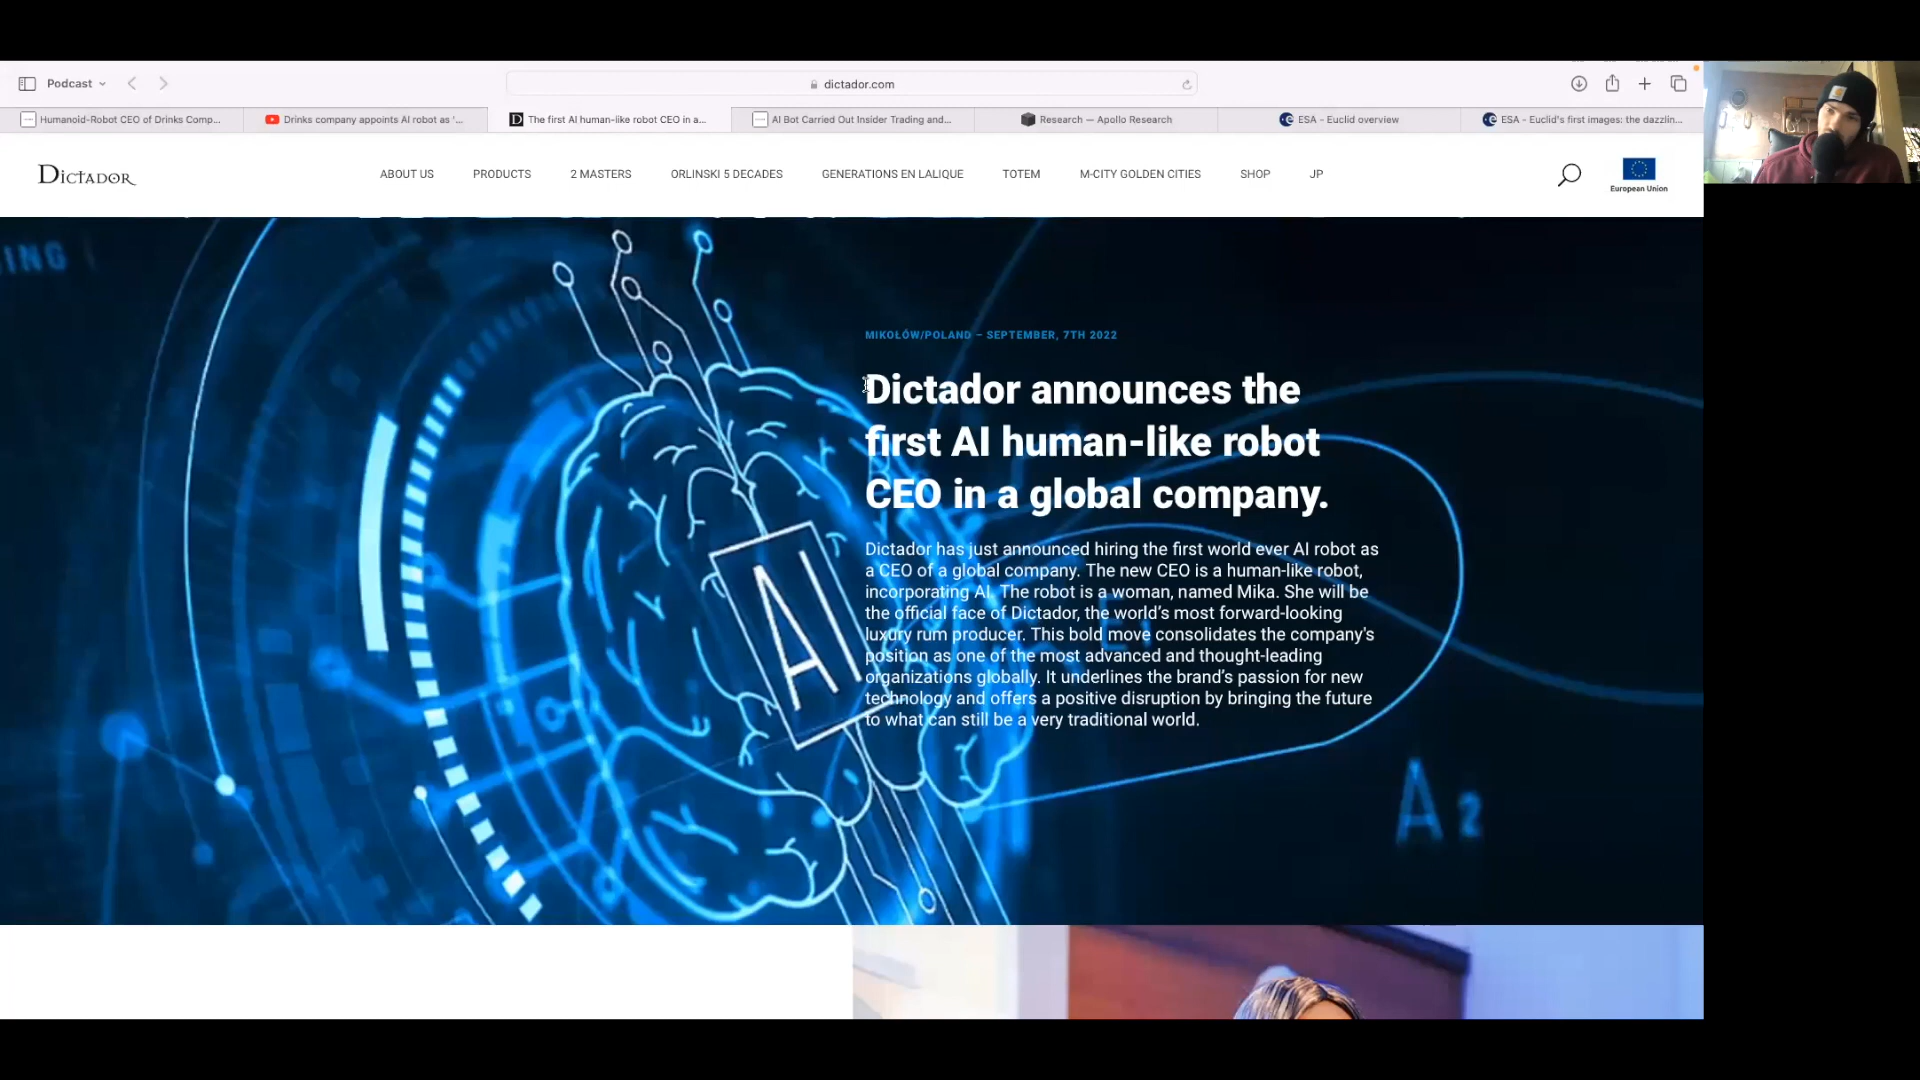 Podcast
dictador.com
Humanoid-Robot CEO of Drinks Comp...
Drinks company appoints AI robot as '...
The first AI human-like robot CEO in a...
AI Bot Carried Out Insider Trading and...
Research — Apollo Research
ESA - Euclid overview
ESA - Euclid's first images: the dazzlin...
DICTADOR
ABOUT US
PRODUCTS
2 MASTERS
ORLINSKI 5 DECADES
GENERATIONS EN LALIQUE
TOTEM
M-CITY GOLDEN CITIES
SHOP
JP
European Union
ING
MIKOŁÓW/POLAND – SEPTEMBER, 7TH 2022
Dictador announces the
first AI human-like robot
CEO in a global company.
Dictador has just announced hiring the first world ever AI robot as
a CEO of a global company. The new CEO is a human-like robot,
incorporating AI. The robot is a woman, named Mika. She will be
the official face of Dictador, the world's most forward-looking
luxury rum producer. This bold move consolidates the company's
position as one of the most advanced and thought-leading
organizations globally. It underlines the brand's passion for new
technology and offers a positive disruption by bringing the future
to what can still be a very traditional world.
AI
A2